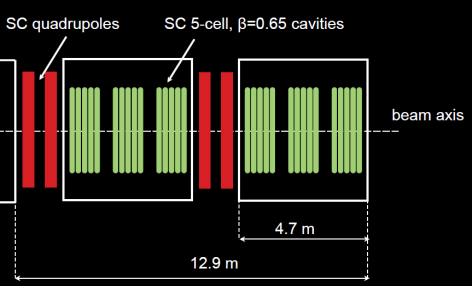 SC quadrupoles
SC 5-cell, β=0.65 cavities
beam axis
4.7 m
12.9 m